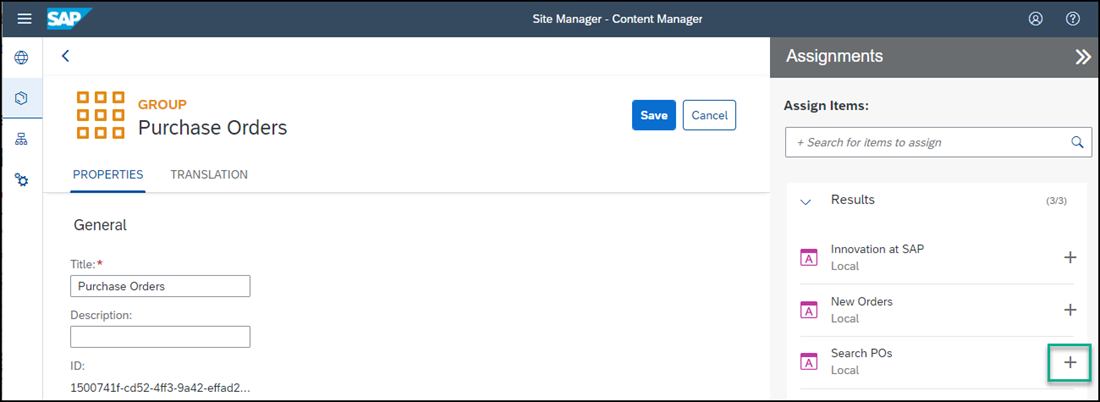 SAP
Site Manager - Content Manager
GROUP
Purchase Orders
Save
Cancel
PROPERTIES
TRANSLATION
General
Title:*
Purchase Orders
Description:
ID:
1500741f-cd52-4ff3-9a42-effad2...
Assignments
Assign Items:
+ Search for items to assign
Results
(3/3)
A
Innovation at SAP
Local
A
New Orders
Local
A
Search POs
Local